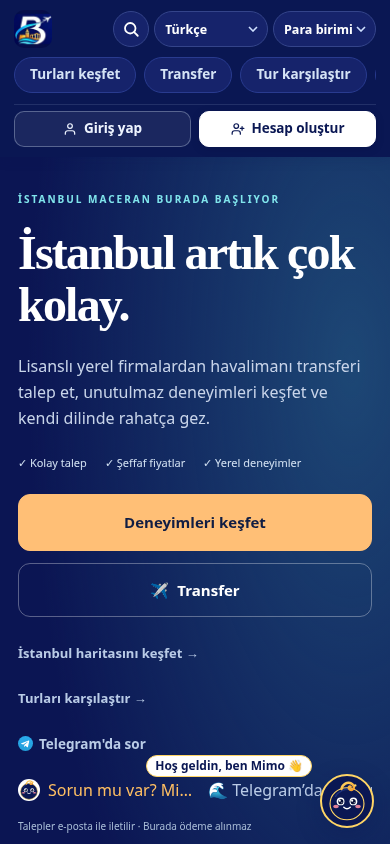 Türkçe
Para birimi
Turları keşfet
Transfer
Tur karşılaştır
Giriş yap
Hesap oluştur
İSTANBUL MACERAN BURADA BAŞLIYOR
İstanbul artık çok
kolay.
Lisanslı yerel firmalardan havalimanı transferi
talep et, unutulmaz deneyimleri keşfet ve
kendi dilinde rahatça gez.
✓ Kolay talep ✓ Şeffaf fiyatlar ✓ Yerel deneyimler
Deneyimleri keşfet
✈️ Transfer
İstanbul haritasını keşfet →
Turları karşılaştır →
Telegram'da sor
Hoş geldin, ben Mimo 👋
Sorun mu var? Mi... 🌊 Telegram'da
Talepler e-posta ile iletilir · Burada ödeme alınmaz